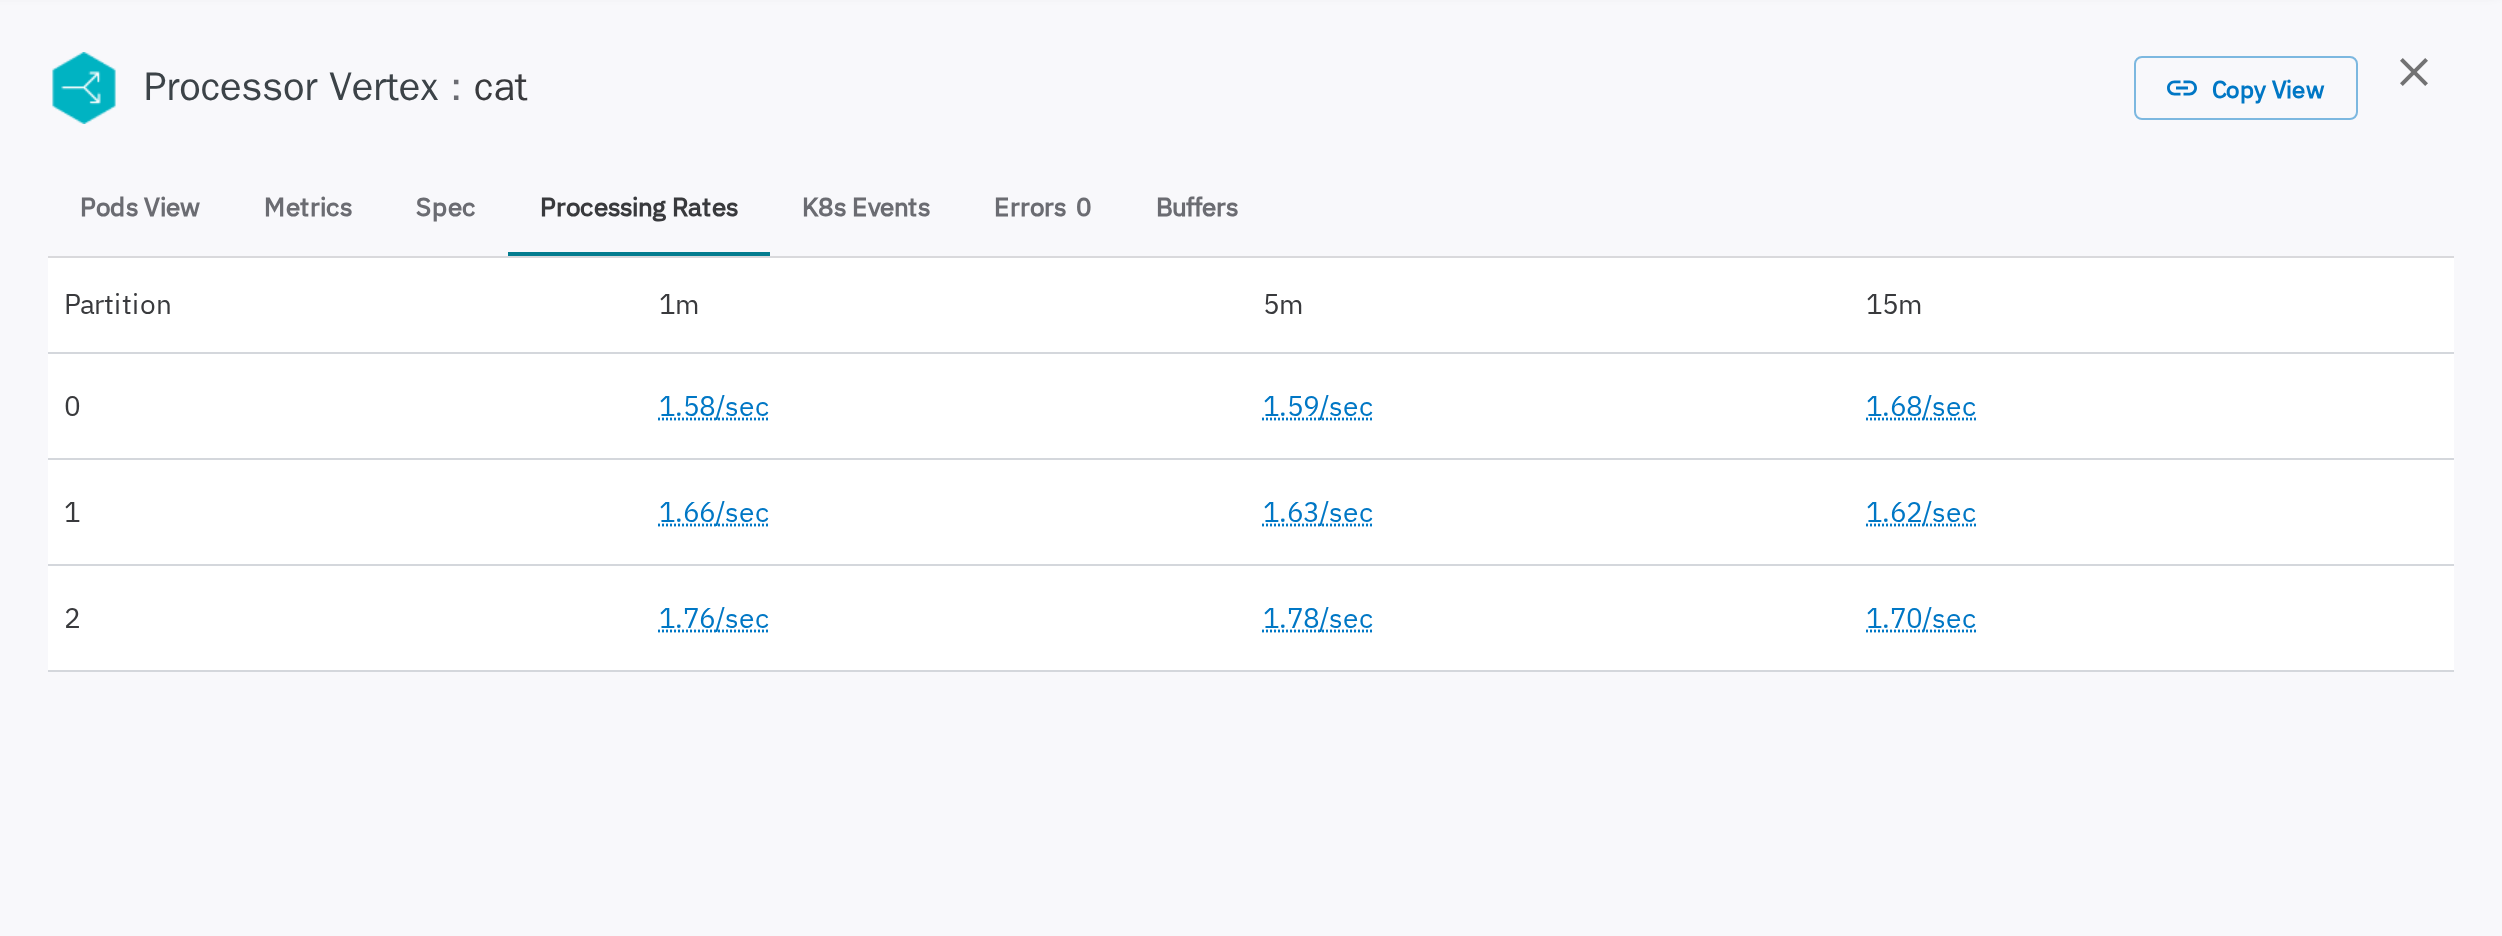 Processor Vertex : cat
Copy View
Pods View Metrics Spec Processing Rates K8s Events Errors 0 Buffers
Partition 1m 5m 15m
0 1.58/sec 1.59/sec 1.68/sec
1 1.66/sec 1.63/sec 1.62/sec
2 1.76/sec 1.78/sec 1.70/sec